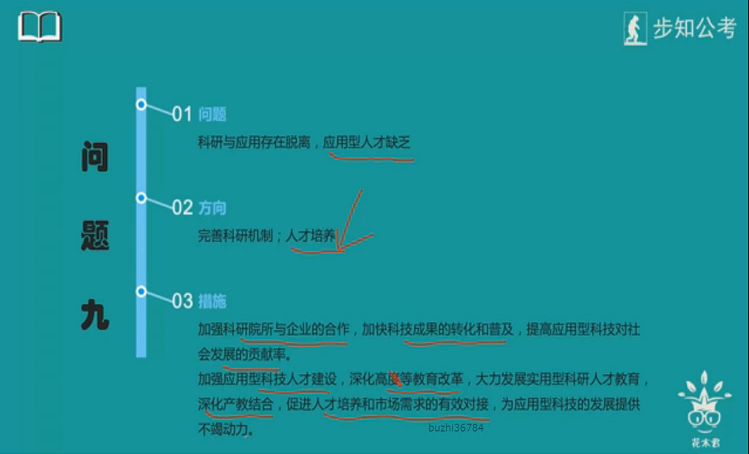 步知公考
问题九
01 问题
科研与应用存在脱离，应用型人才缺乏
02 方向
完善科研机制；人才培养
03 措施
加强科研院所与企业的合作，加快科技成果的转化和普及，提高应用型科技对社
会发展的贡献率。
加强应用型科技人才建设，深化高度等教育改革，大力发展实用型科研人才教育，
深化产教结合，促进人才培养和市场需求的有效对接，为应用型科技的发展提供
不竭动力。
buzhi36784
花木君